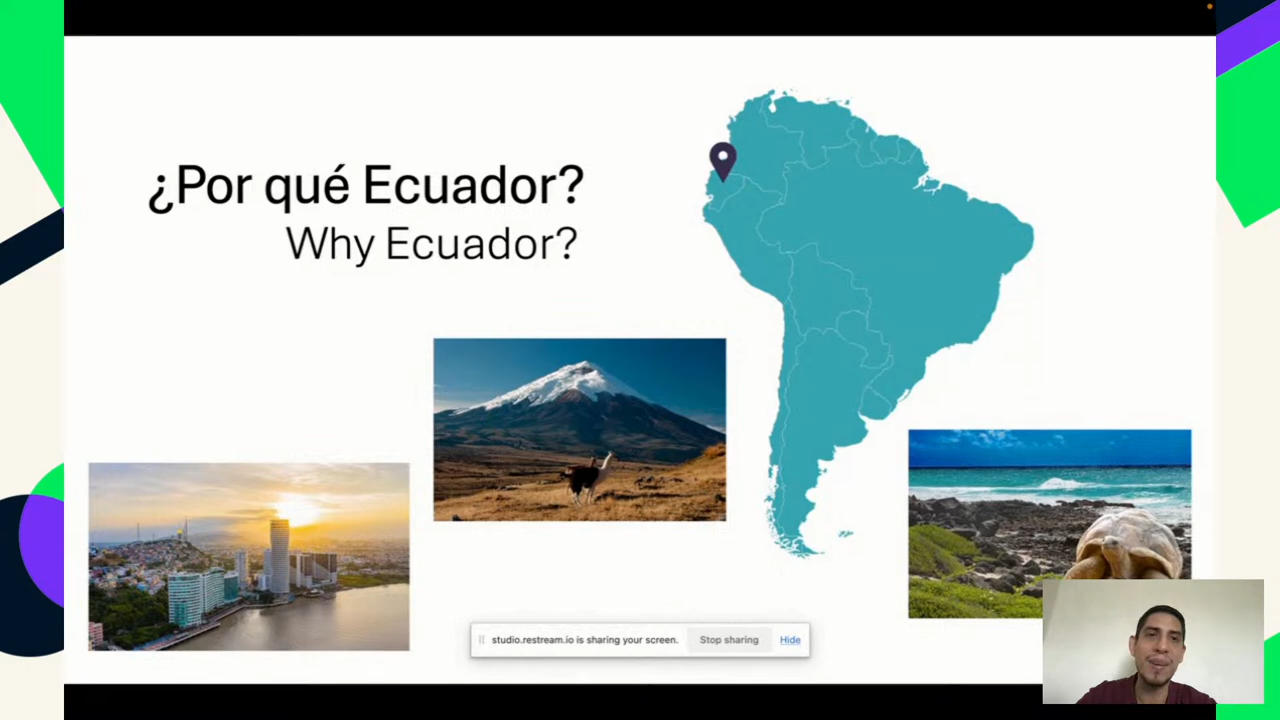 ¿Por qué Ecuador?
Why Ecuador?
studio.restream.io is sharing your screen. Stop sharing Hide